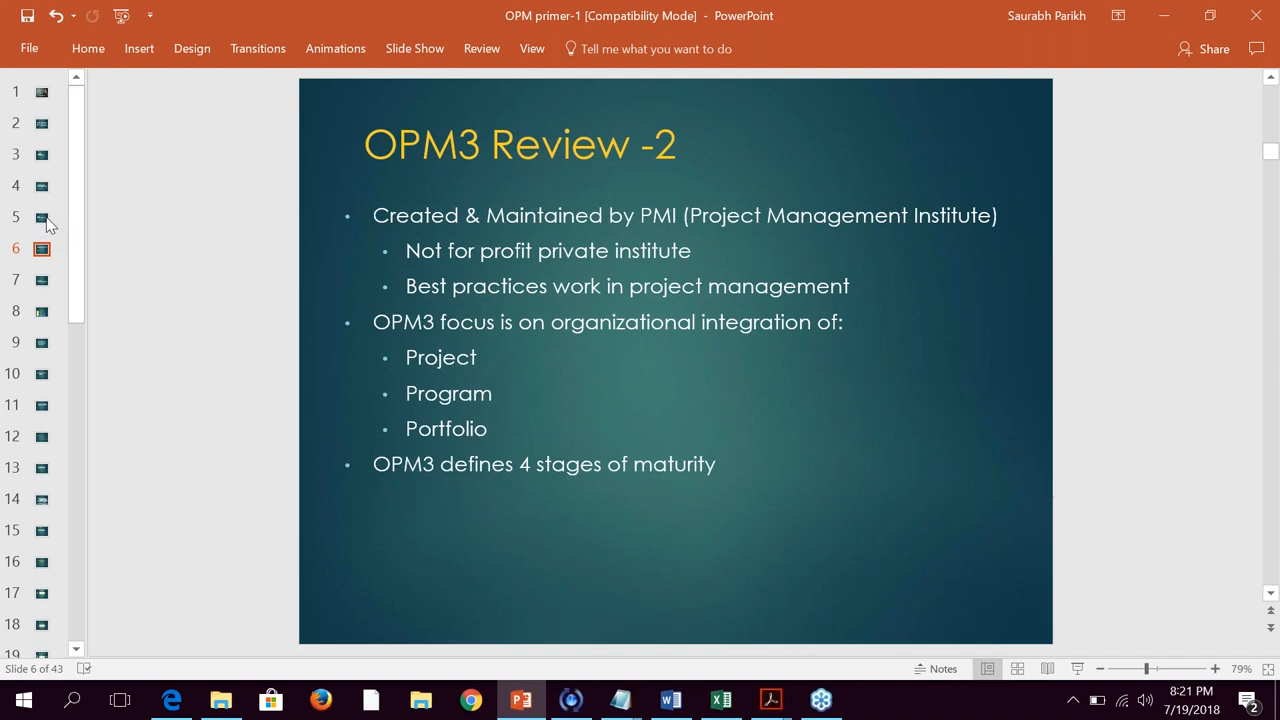 OPM primer-1 [Compatibility Mode] - PowerPoint
Saurabh Parikh
File Home Insert Design Transitions Animations Slide Show Review View Tell me what you want to do Share
1
2
3
4
5
6
7
8
10
11
12
13
14
15
16
17
18
19
OPM3 Review -2
• Created & Maintained by PMI (Project Management Institute)
• Not for profit private institute
• Best practices work in project management
• OPM3 focus is on organizational integration of:
• Project
• Program
• Portfolio
• OPM3 defines 4 stages of maturity
Slide 6 of 43
Notes
79%
8:21 PM
7/19/2018
2